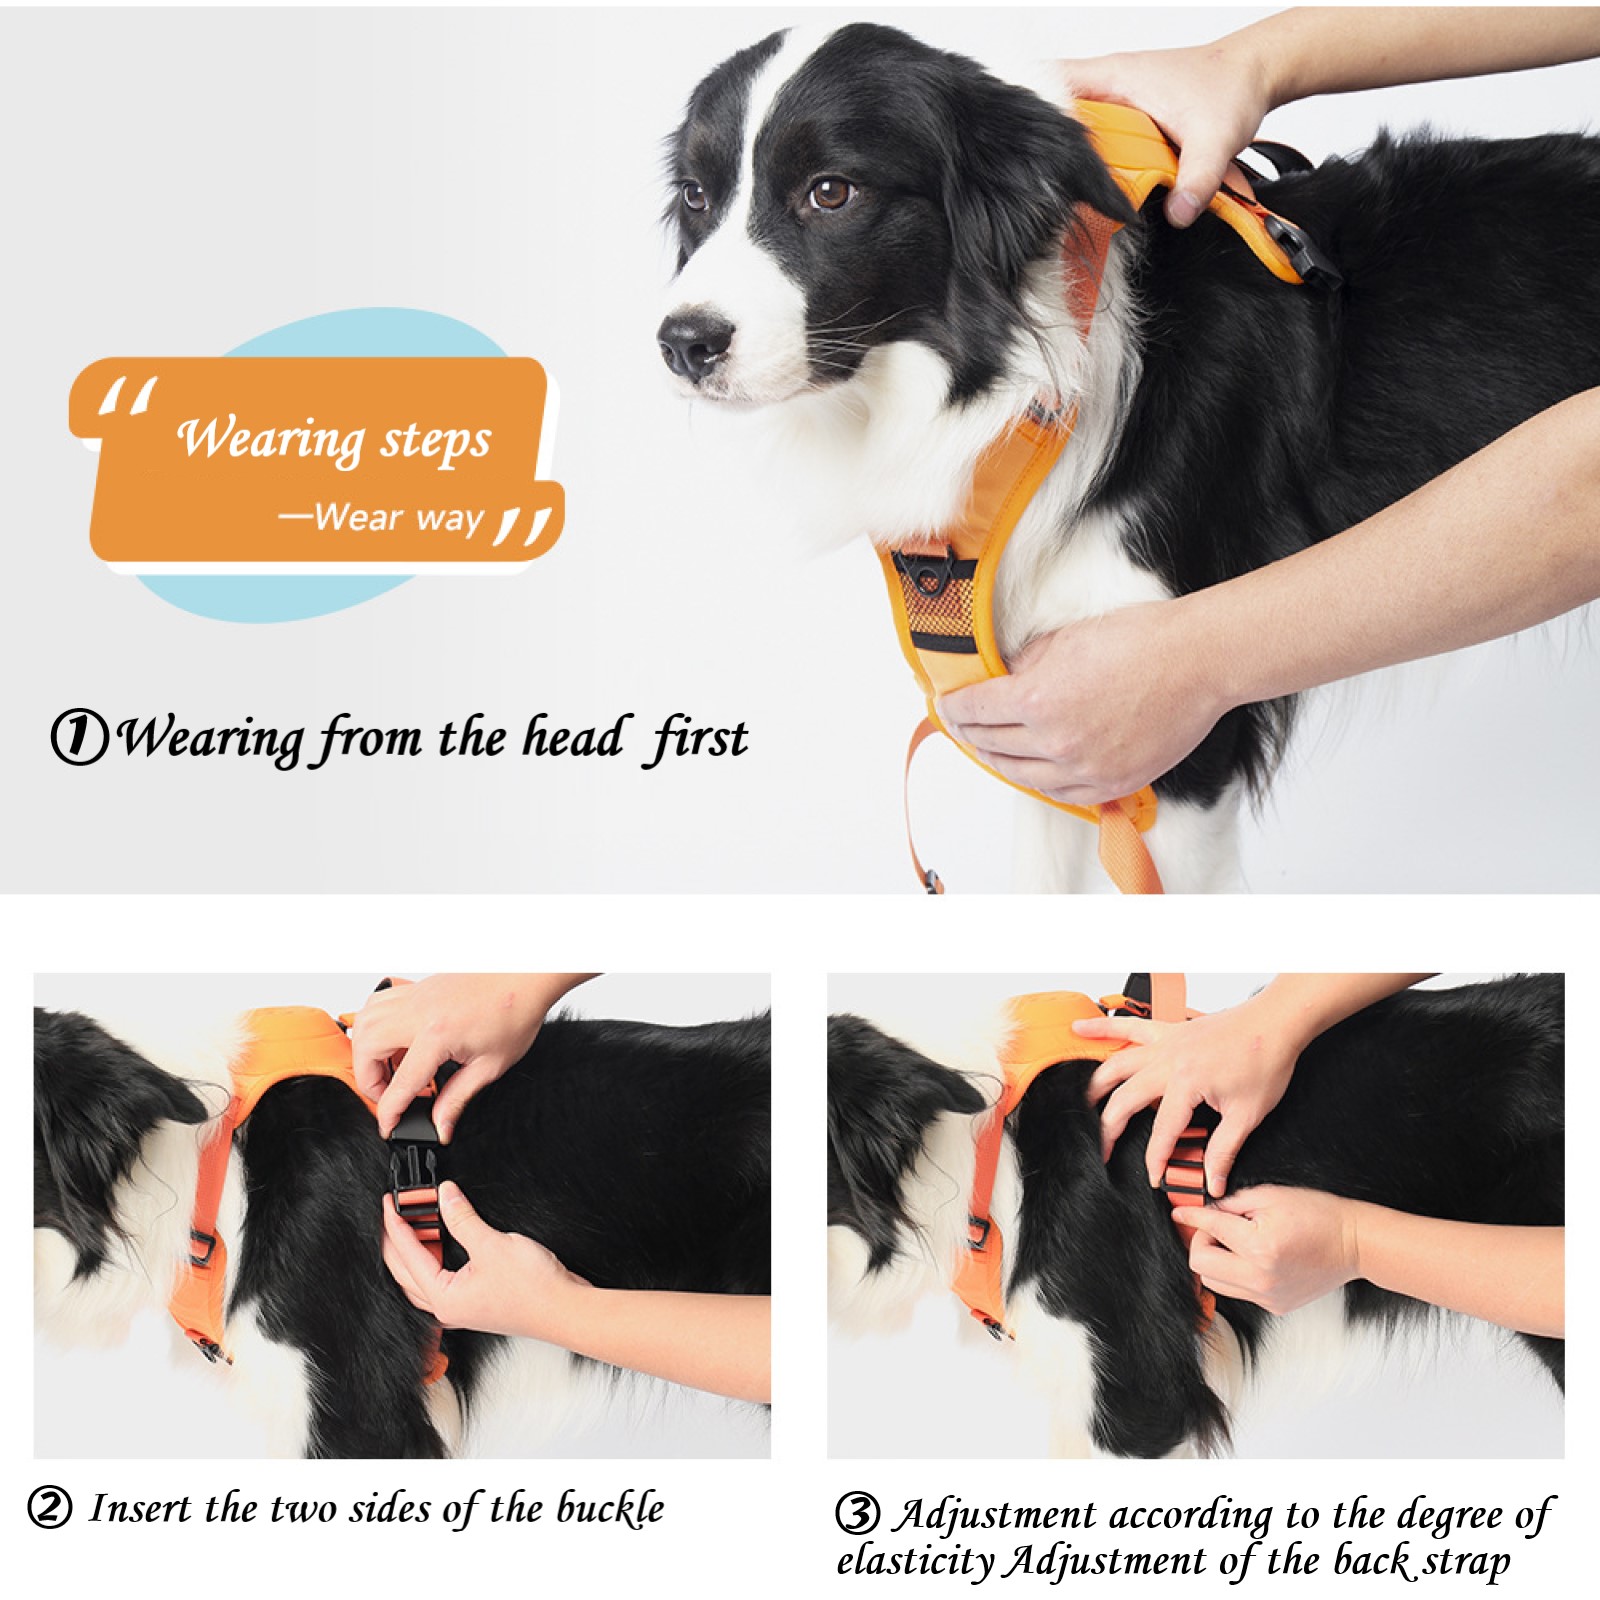 “Wearing steps
—Wear way”
①Wearing from the head first
② Insert the two sides of the buckle
③ Adjustment according to the degree of
elasticity Adjustment of the back strap